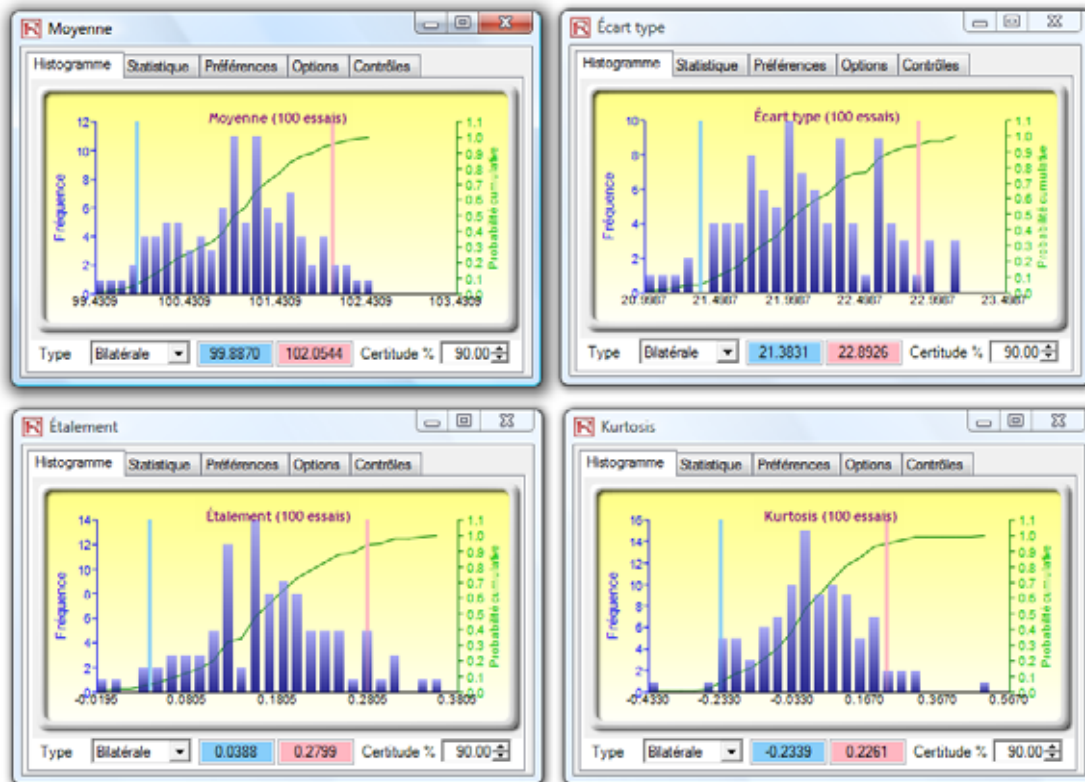 Moyenne
Histogramme Statistique Préférences Options Contrôles
Moyenne (100 essais)
Fréquence
12
10
8
6
4
2
0
1.1
1.0
0.9
0.8
0.7
0.6
0.5
0.4
0.3
0.2
0.1
0.0
Probabilité cumulative
99.4309 100.4309 101.4309 102.4309 103.4309
Type Bilatérale 99.8870 102.0544 Certitude % 90.00
Écart type
Histogramme Statistique Préférences Options Contrôles
Écart type (100 essais)
Fréquence
10
8
6
4
2
0
1.1
1.0
0.9
0.8
0.7
0.6
0.5
0.4
0.3
0.2
0.1
0.0
Probabilité cumulative
20.9987 21.4987 21.9987 22.4987 22.9987 23.4987
Type Bilatérale 21.3831 22.8926 Certitude % 90.00
Étalement
Histogramme Statistique Préférences Options Contrôles
Étalement (100 essais)
Fréquence
14
12
10
8
6
4
2
0
1.1
1.0
0.9
0.8
0.7
0.6
0.5
0.4
0.3
0.2
0.1
0.0
Probabilité cumulative
-0.0195 0.0805 0.1805 0.2805 0.3805
Type Bilatérale 0.0388 0.2799 Certitude % 90.00
Kurtosis
Histogramme Statistique Préférences Options Contrôles
Kurtosis (100 essais)
Fréquence
16
14
12
10
8
6
4
2
0
1.1
1.0
0.9
0.8
0.7
0.6
0.5
0.4
0.3
0.2
0.1
0.0
Probabilité cumulative
-0.4330 -0.2330 -0.0330 0.1670 0.3670 0.5670
Type Bilatérale -0.2339 0.2261 Certitude % 90.00